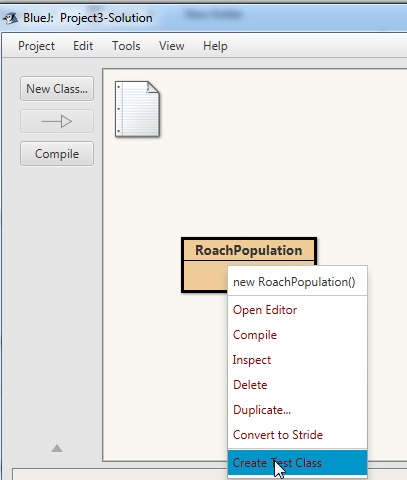 BlueJ: Project3-Solution
Project Edit Tools View Help
New Class...
Compile
RoachPopulation
new RoachPopulation()
Open Editor
Compile
Inspect
Delete
Duplicate...
Convert to Stride
Create Test Class